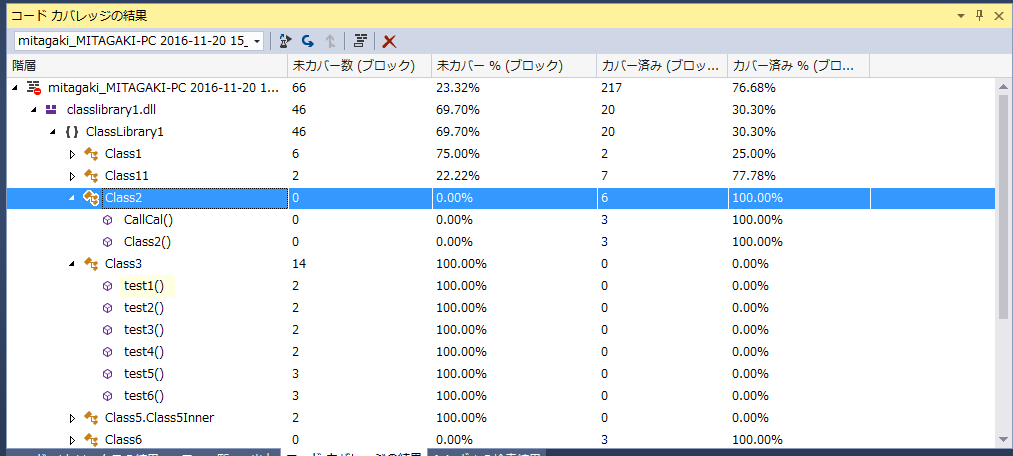 コード カバレッジの結果
mitagaki_MITAGAKI-PC 2016-11-20 15_
階層 未カバー数 (ブロック) 未カバー % (ブロック) カバー済み (ブロッ... カバー済み % (ブロ...
mitagaki_MITAGAKI-PC 2016-11-20 1... 66 23.32% 217 76.68%
classlibrary1.dll 46 69.70% 20 30.30%
{ } ClassLibrary1 46 69.70% 20 30.30%
Class1 6 75.00% 2 25.00%
Class11 2 22.22% 7 77.78%
Class2 0 0.00% 6 100.00%
CallCal() 0 0.00% 3 100.00%
Class2() 0 0.00% 3 100.00%
Class3 14 100.00% 0 0.00%
test1() 2 100.00% 0 0.00%
test2() 2 100.00% 0 0.00%
test3() 2 100.00% 0 0.00%
test4() 2 100.00% 0 0.00%
test5() 3 100.00% 0 0.00%
test6() 3 100.00% 0 0.00%
Class5.Class5Inner 2 100.00% 0 0.00%
Class6 0 0.00% 3 100.00%
コード カバレッジの結果